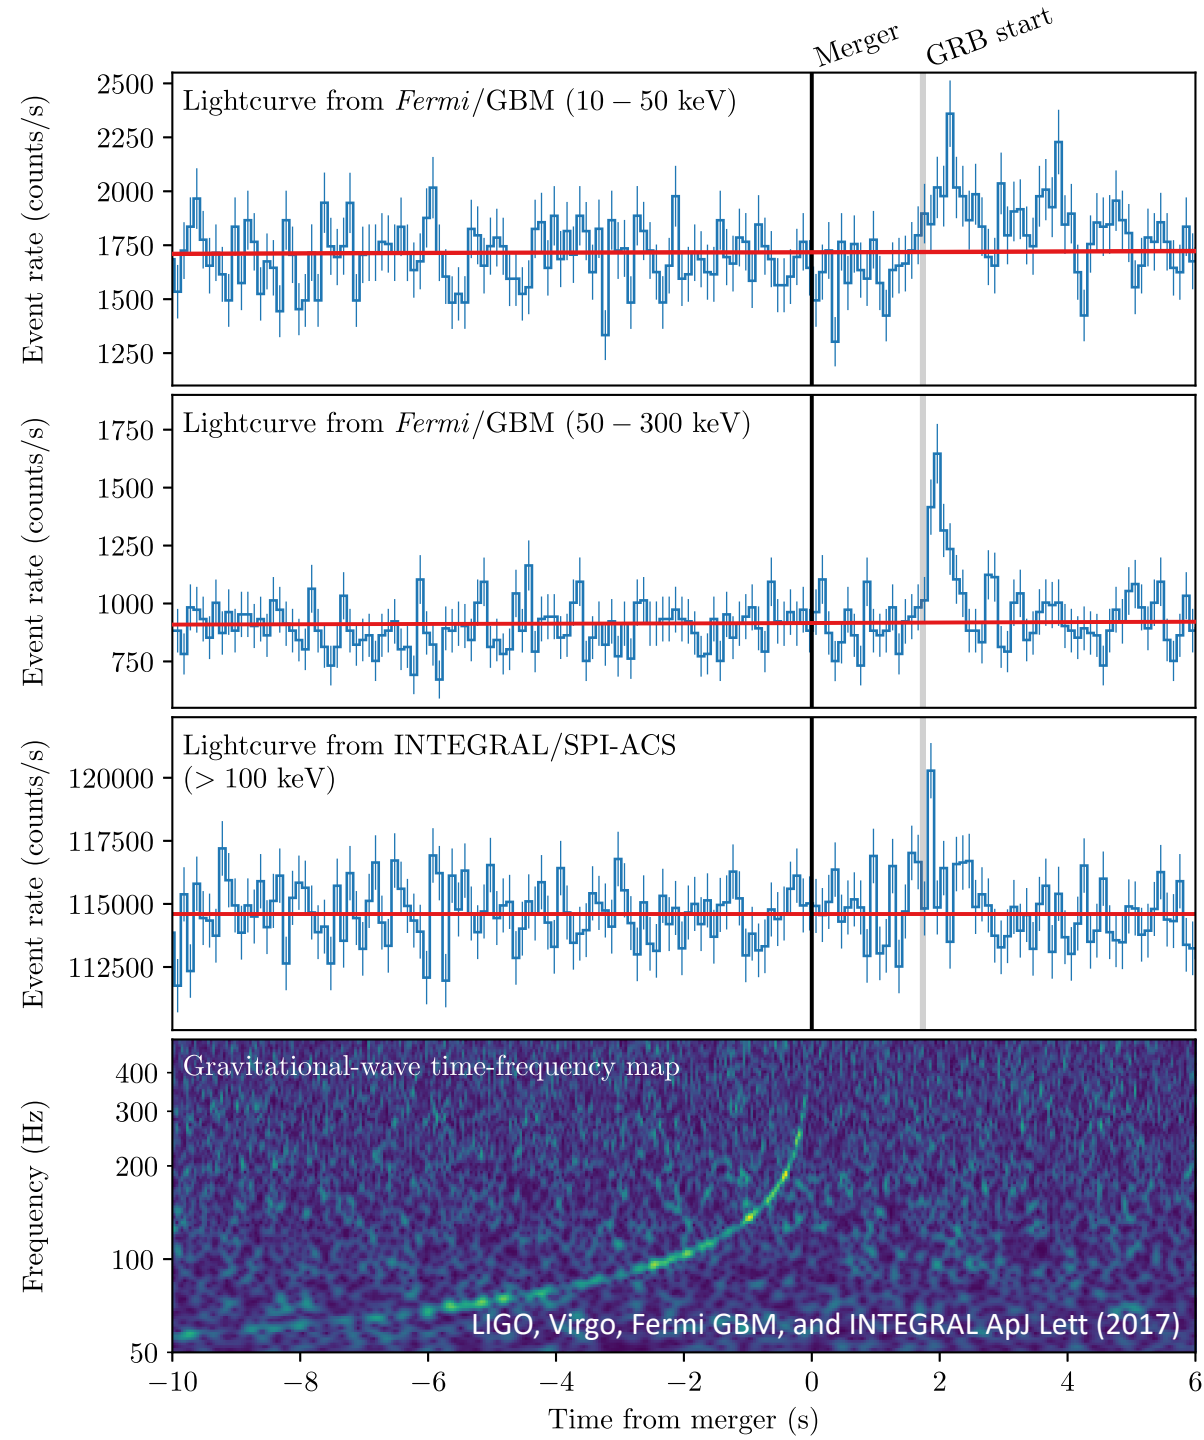 Merger
GRB start
Lightcurve from Fermi/GBM (10 − 50 keV)
Event rate (counts/s)
2500
2250
2000
1750
1500
1250
Lightcurve from Fermi/GBM (50 − 300 keV)
Event rate (counts/s)
1750
1500
1250
1000
750
Lightcurve from INTEGRAL/SPI-ACS
(> 100 keV)
Event rate (counts/s)
120000
117500
115000
112500
Gravitational-wave time-frequency map
Frequency (Hz)
400
300
200
100
50
LIGO, Virgo, Fermi GBM, and INTEGRAL ApJ Lett (2017)
−10 −8 −6 −4 −2 0 2 4 6
Time from merger (s)